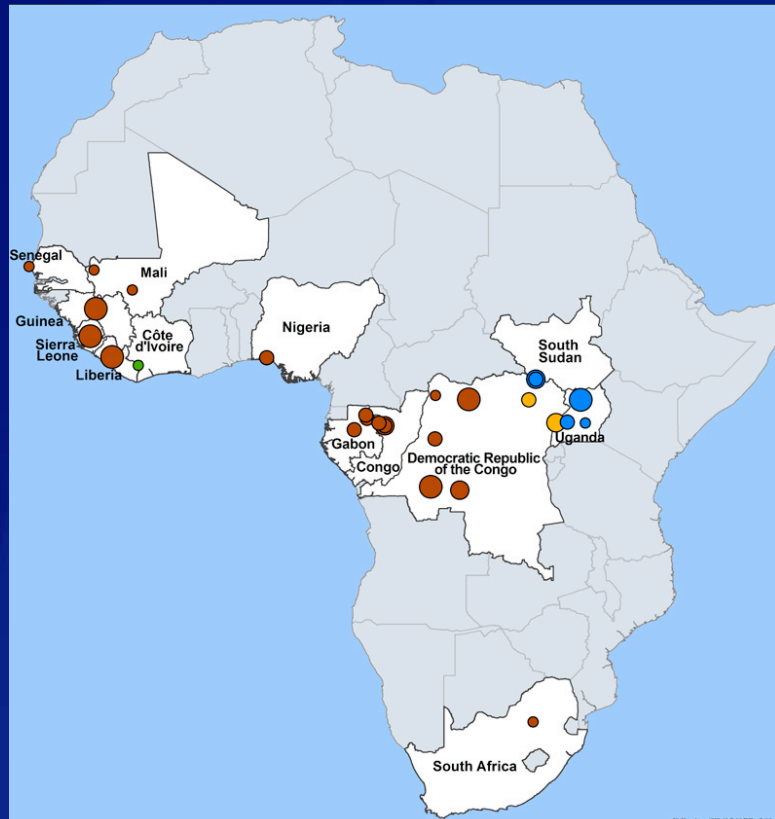 Senegal
Mali
Guinea
Sierra
Leone
Liberia
Côte
d'Ivoire
Nigeria
South
Sudan
Uganda
Gabon
Congo
Democratic Republic
of the Congo
South Africa